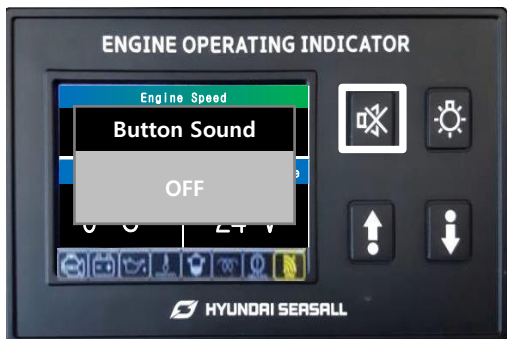 ENGINE OPERATING INDICATOR
Engine Speed
Button Sound
OFF
24 V
HYUNDAI SEASALL